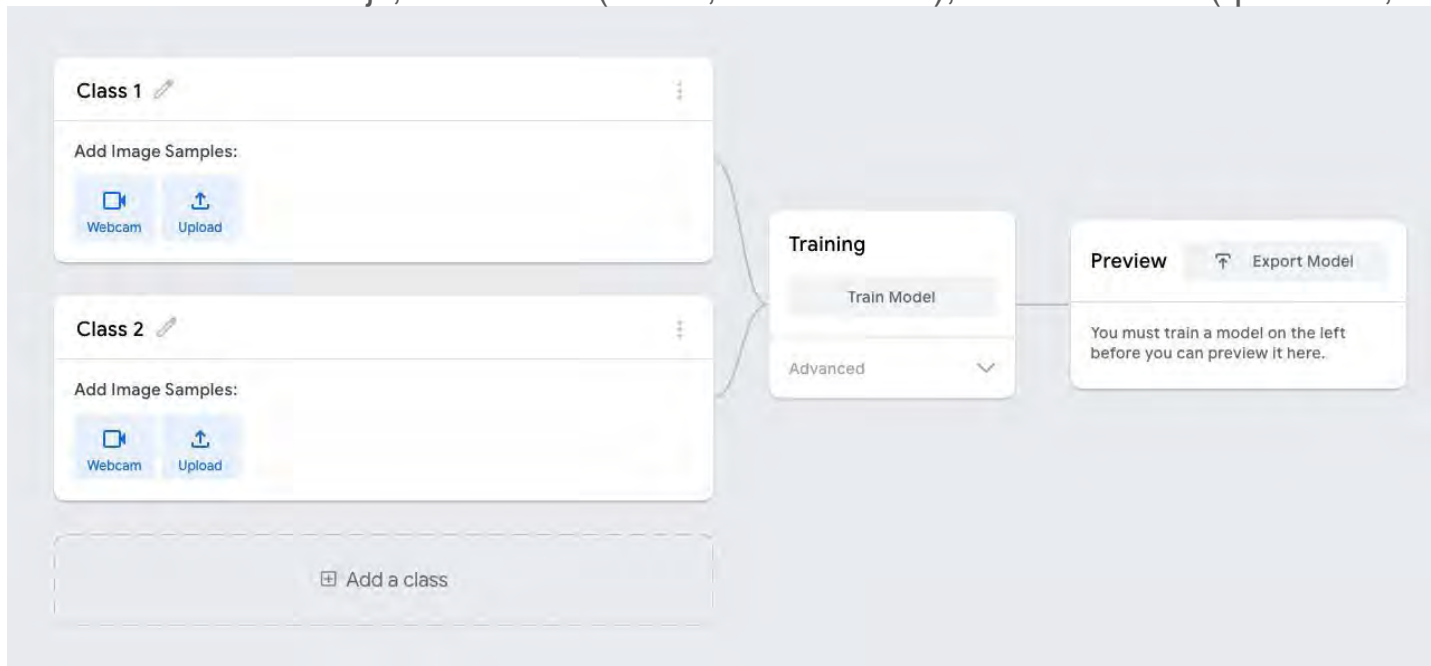 Class 1
Add Image Samples:
Webcam
Upload
Class 2
Add Image Samples:
Webcam
Upload
Add a class
Training
Train Model
Advanced
Preview
Export Model
You must train a model on the left
before you can preview it here.